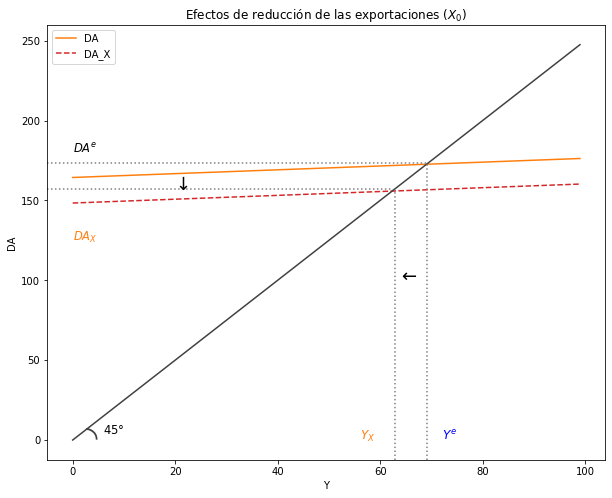 Efectos de reducción de las exportaciones (X₀)
DA
DA_X
250
200
150
100
50
0
DA
DAᵉ
DA_X
45°
Y_X
Yᵉ
0
20
40
60
80
100
Y